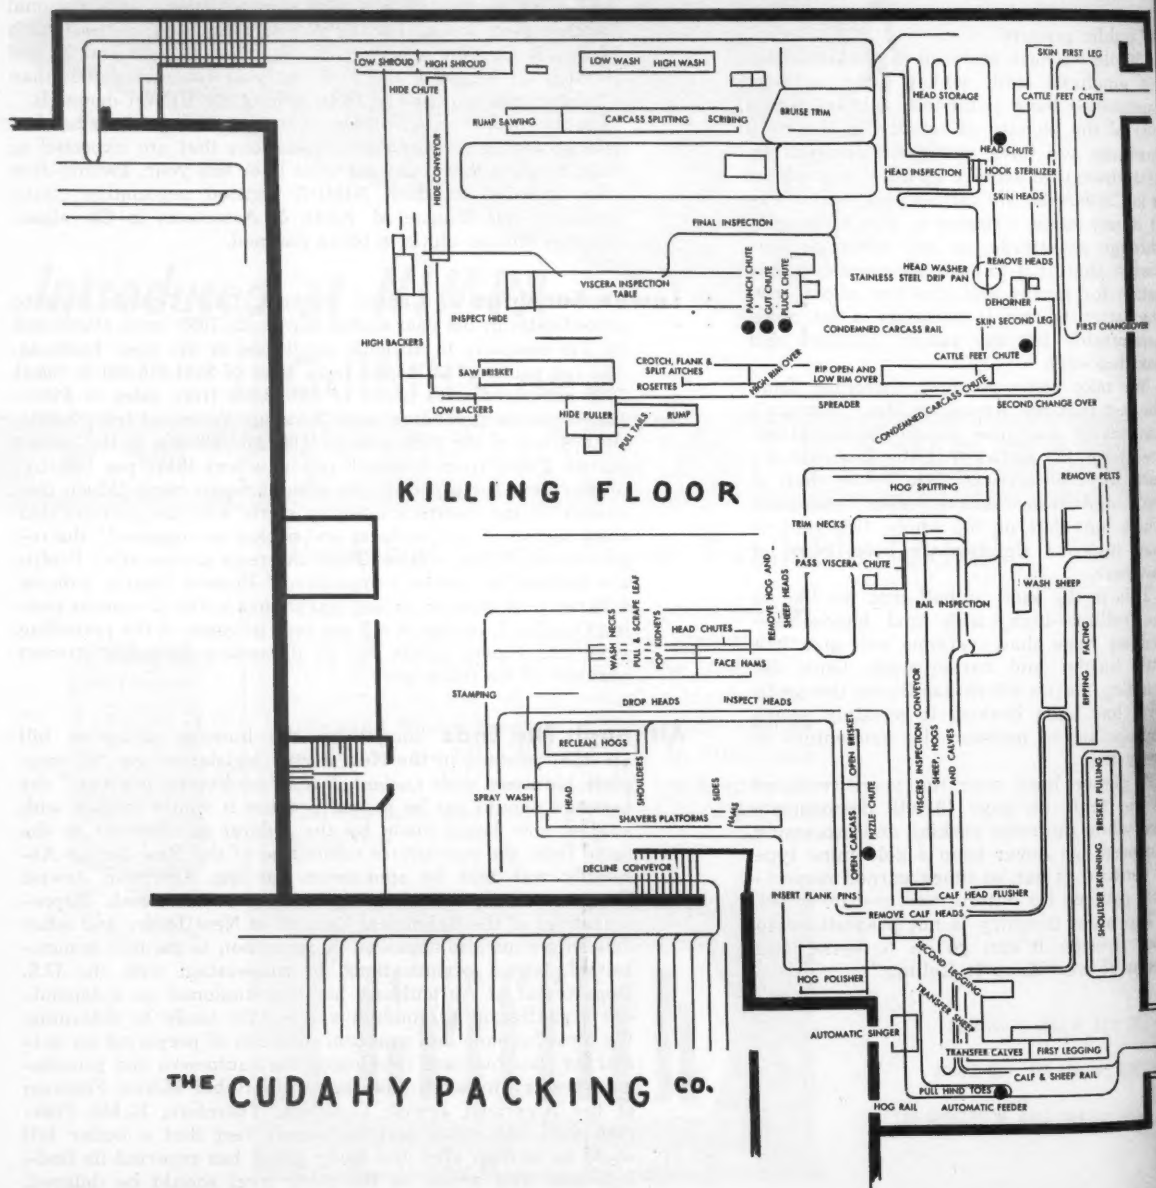 SKIN FIRST LEG
LOW SHROUD
HIGH SHROUD
LOW WASH
HIGH WASH
HIDE CHUTE
HEAD STORAGE
CATTLE FEET CHUTE
BRUISE TRIM
RUMP SAWING
CARCASS SPLITTING
SCRIBING
HIDE CONVEYOR
HEAD CHUTE
HEAD INSPECTION
HOOK STERILIZER
SKIN HEADS
FINAL INSPECTION
REMOVE HEADS
HEAD WASHER
STAINLESS STEEL DRIP PAN
VISCERA INSPECTION
TABLE
PAUNCH CHUTE
GUT CHUTE
PLUCK CHUTE
DEHORNER
INSPECT HIDE
SKIN SECOND LEG
CONDEMNED CARCASS RAIL
FIRST CHANGEOVER
HIGH BACKERS
CATTLE FEET CHUTE
CROTCH, FLANK &
SPLIT AITCHES
SAW BRISKET
ROSETTES
HIGH RIM OVER
RIP OPEN AND
LOW RIM OVER
SPREADER
CONDEMNED CARCASS CHUTE
SECOND CHANGE OVER
LOW BACKERS
HIDE PULLER
PULL TABS
RUMP
KILLING FLOOR
HOG SPLITTING
REMOVE PELTS
TRIM NECKS
PASS VISCERA CHUTE
WASH SHEEP
RAIL INSPECTION
WASH NECKS
PULL & SCRAPE LEAF
POP KIDNEYS
REMOVE HOG AND
SHEEP HEADS
HEAD CHUTES
FACE HAMS
RIPPING
FACING
STAMPING
DROP HEADS
INSPECT HEADS
VISCERS INSPECTION CONVEYOR
SHEEP, HOGS
AND CALVES
RECLEAN HOGS
OPEN CARCASS
OPEN BRISKET
SPRAY WASH
HEAD
SHOULDERS
SIDES
HAMS
SHAVERS PLATFORMS
PIZZLE CHUTE
SHOULDER SKINNING
BRISKET PULLING
DECLINE CONVEYOR
INSERT SHANK PINS
CALF HEAD FLUSHER
REMOVE CALF HEADS
HOG POLISHER
SECOND LEGGING
TRANSFER SHEEP
AUTOMATIC SINGER
TRANSFER CALVES
FIRST LEGGING
CALF & SHEEP RAIL
PULL HIND TOES
HOG RAIL
AUTOMATIC FEEDER
THE CUDAHY PACKING CO.